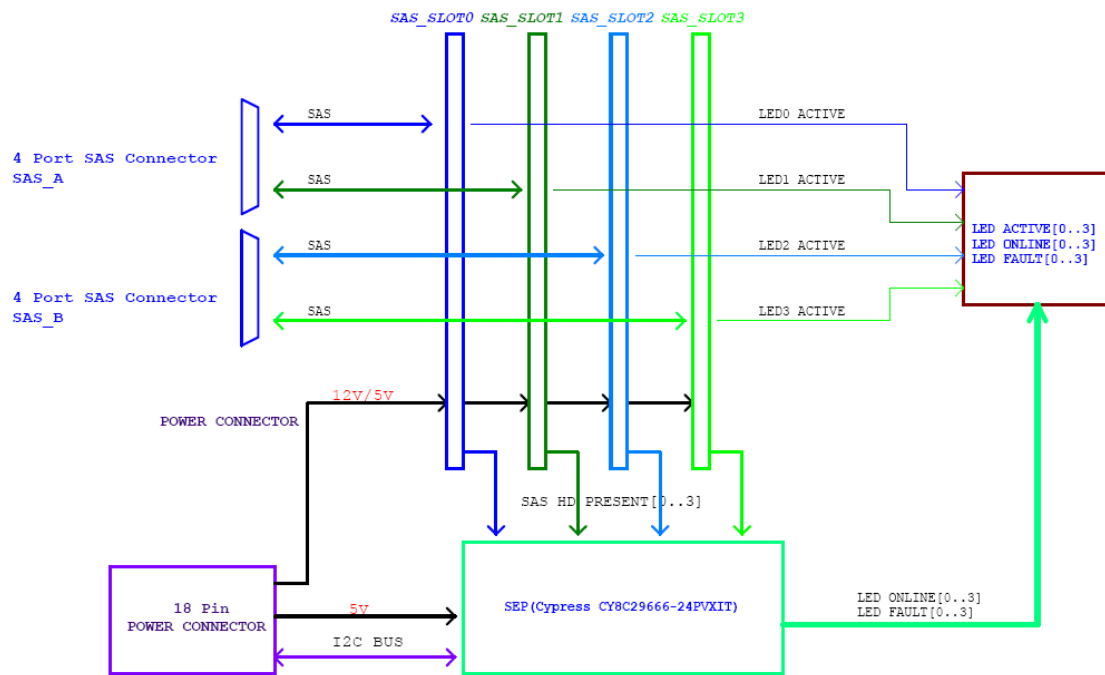 SAS_SLOT0 SAS_SLOT1 SAS_SLOT2 SAS_SLOT3
SAS
LED0 ACTIVE
4 Port SAS Connector
SAS_A
SAS
LED1 ACTIVE
LED ACTIVE[0..3]
LED ONLINE[0..3]
LED FAULT[0..3]
SAS
LED2 ACTIVE
4 Port SAS Connector
SAS_B
SAS
LED3 ACTIVE
12V/5V
POWER CONNECTOR
SAS HD PRESENT[0..3]
18 Pin
POWER CONNECTOR
5V
I2C BUS
SEP(Cypress CY8C29666-24PVXIT)
LED ONLINE[0..3]
LED FAULT[0..3]